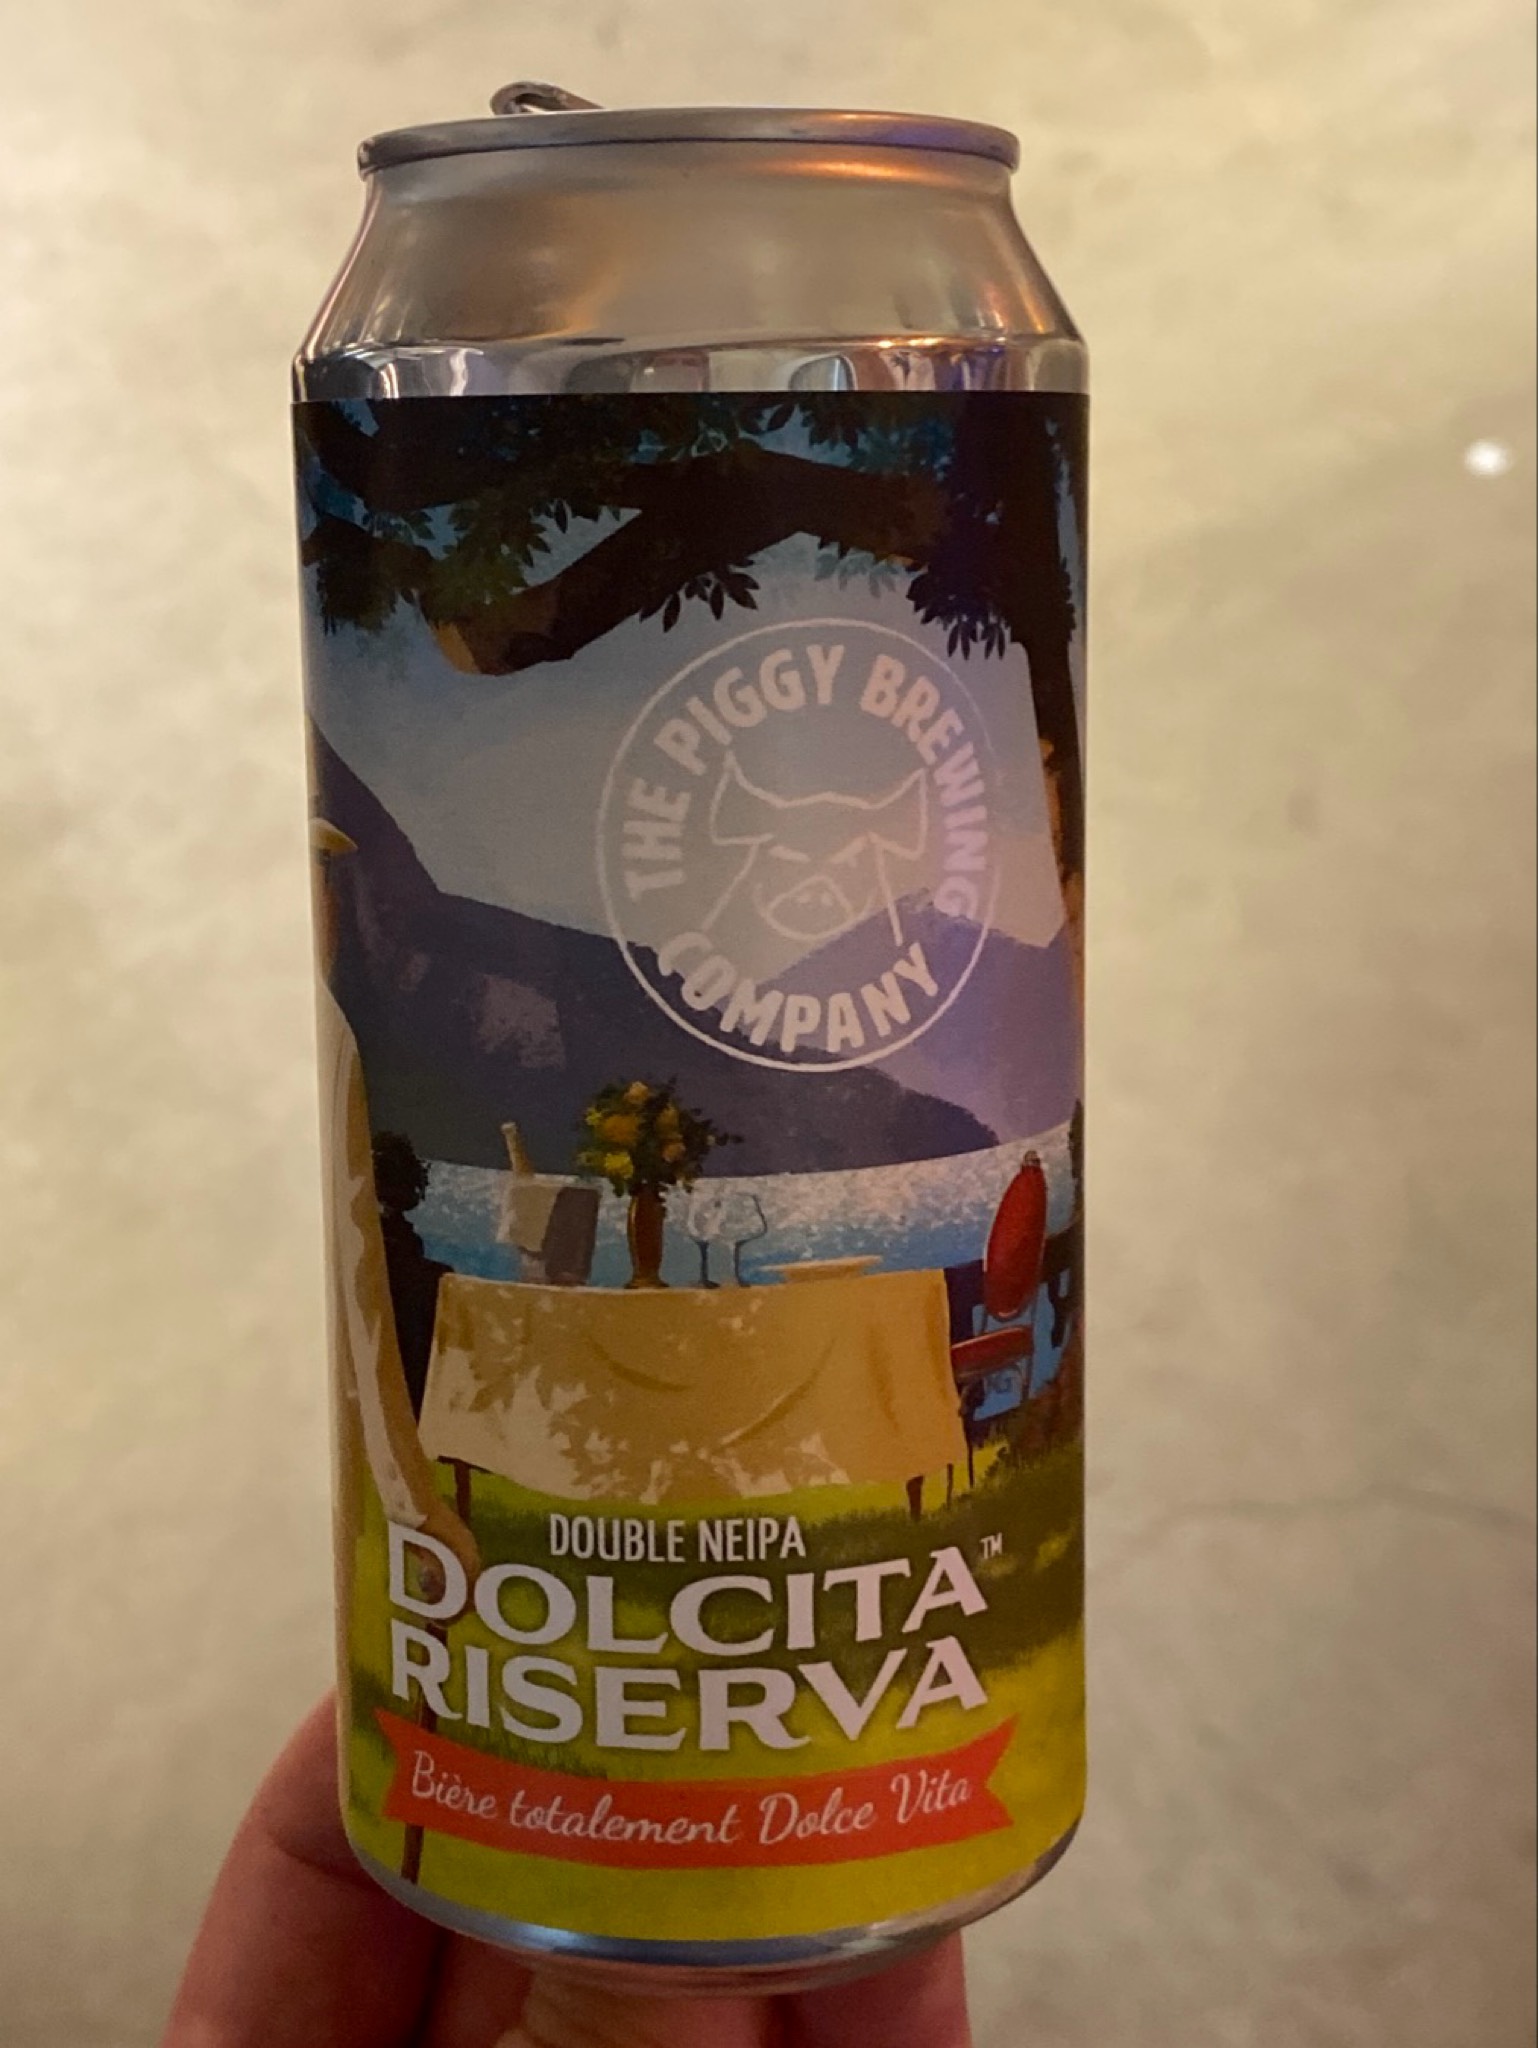 THE PIGGY BREWING
COMPANY
DOUBLE NEIPA
DOLCITA™
RISERVA
Bière totalement Dolce Vita